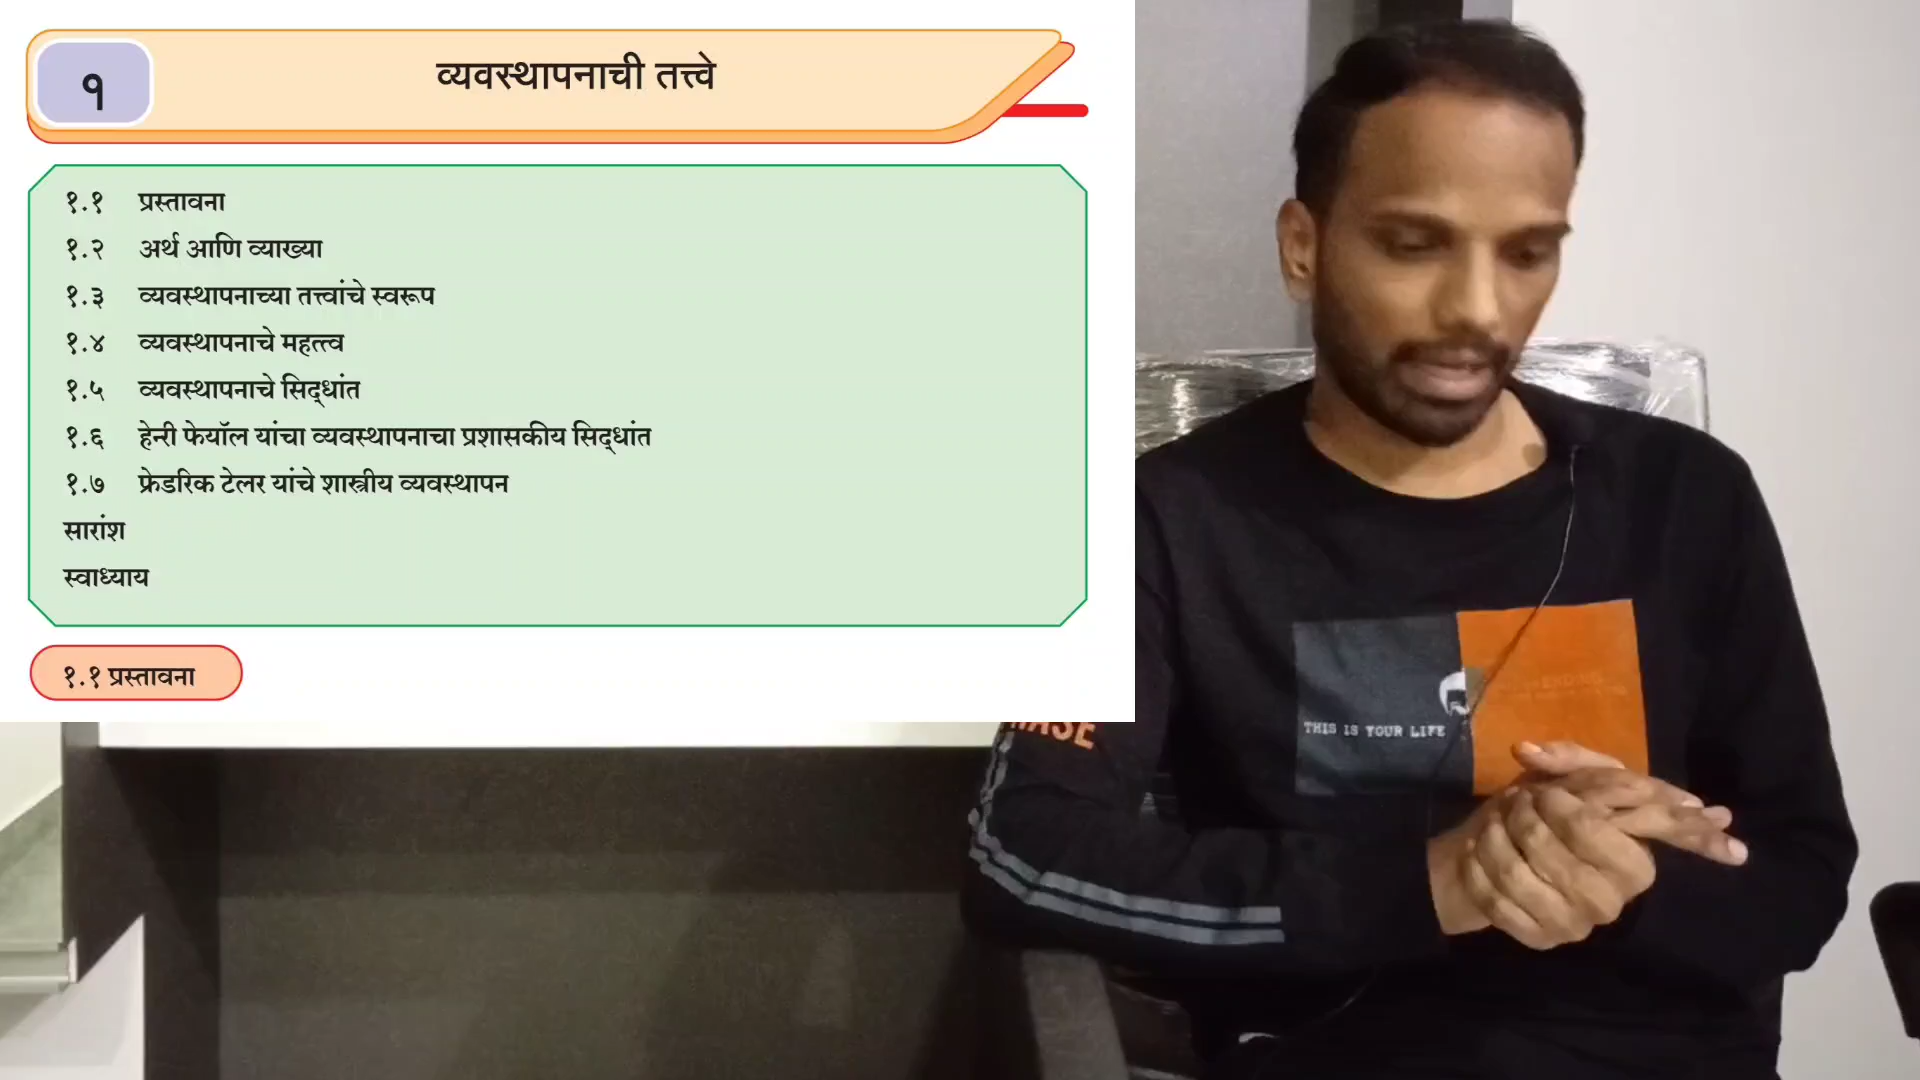 १
व्यवस्थापनाची तत्त्वे
१.१ प्रस्तावना
१.२ अर्थ आणि व्याख्या
१.३ व्यवस्थापनाच्या तत्त्वांचे स्वरूप
१.४ व्यवस्थापनाचे महत्त्व
१.५ व्यवस्थापनाचे सिद्धांत
१.६ हेन्री फेयॉल यांचा व्यवस्थापनाचा प्रशासकीय सिद्धांत
१.७ फ्रेडरिक टेलर यांचे शास्त्रीय व्यवस्थापन
सारांश
स्वाध्याय
१.१ प्रस्तावना
THIS IS YOUR LIFE